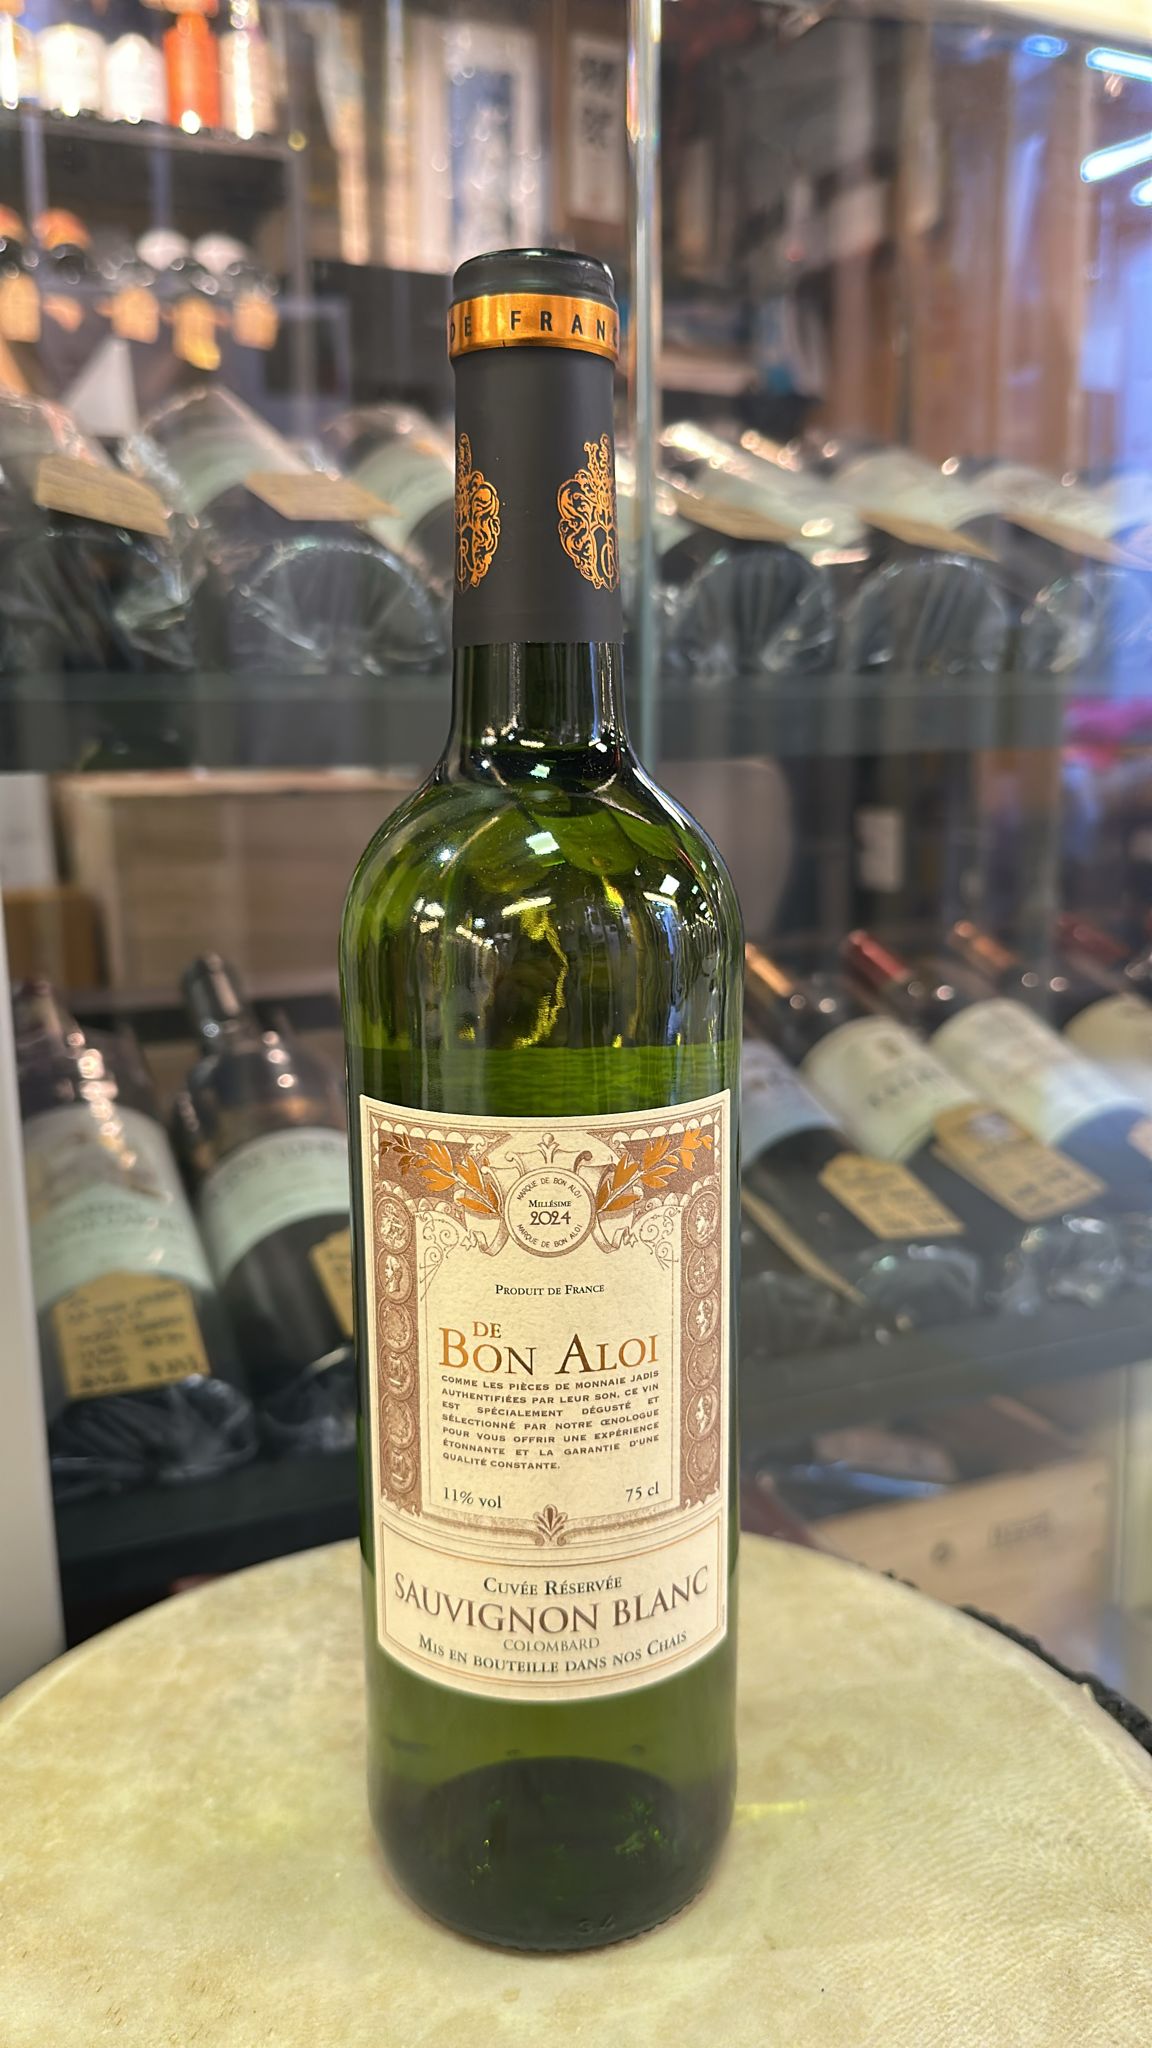 DE FRANC
MARQUE DE BON ALOI
MILLÉSIME
2024
MARQUE DE BON ALOI
PRODUIT DE FRANCE
DE
BON ALOI
COMME LES PIÈCES DE MONNAIE JADIS
AUTHENTIFIÉES PAR LEUR SON, CE VIN
EST SPÉCIALEMENT DÉGUSTÉ ET
SÉLECTIONNÉ PAR NOTRE ŒNOLOGUE
POUR VOUS OFFRIR UNE EXPÉRIENCE
ÉTONNANTE ET LA GARANTIE D'UNE
QUALITÉ CONSTANTE.
11% vol
75 cl
CUVÉE RÉSERVÉE
SAUVIGNON BLANC
COLOMBARD
MIS EN BOUTEILLE DANS NOS CHAIS